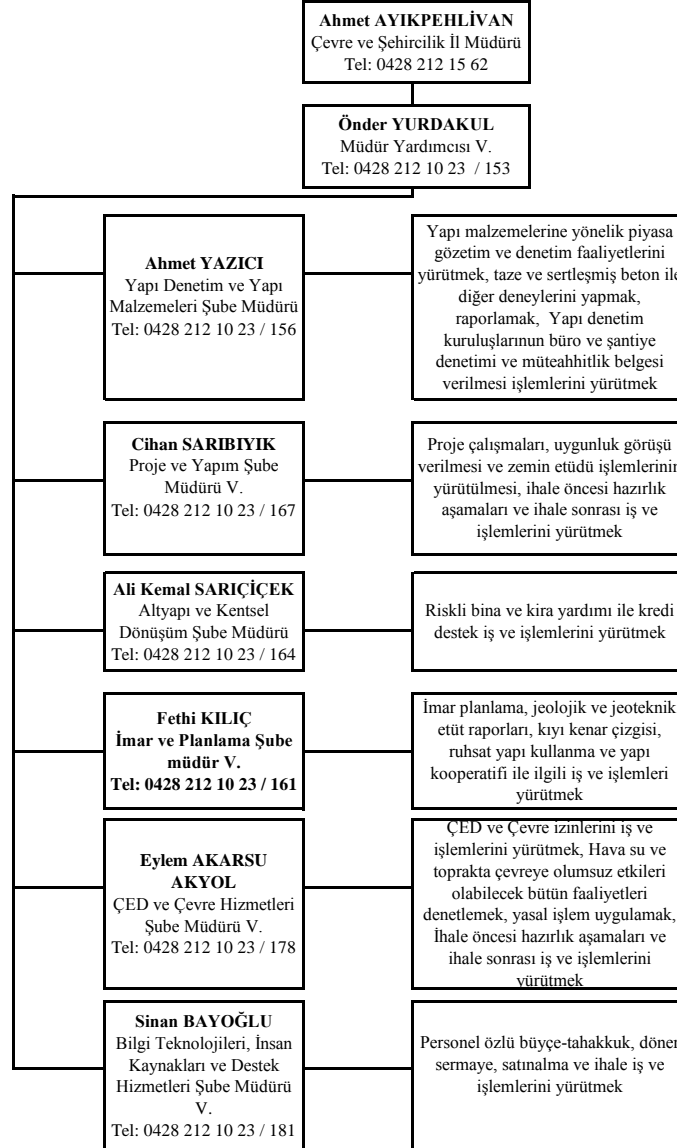 Ahmet AYIKPEHLİVAN
Çevre ve Şehircilik İl Müdürü
Tel: 0428 212 15 62
Önder YURDAKUL
Müdür Yardımcısı V.
Tel: 0428 212 10 23 / 153
Ahmet YAZICI
Yapı Denetim ve Yapı
Malzemeleri Şube Müdürü
Tel: 0428 212 10 23 / 156
Yapı malzemelerine yönelik piyasa
gözetim ve denetim faaliyetlerini
yürütmek, taze ve sertleşmiş beton ile
diğer deneylerini yapmak,
raporlamak, Yapı denetim
kuruluşlarının büro ve şantiye
denetimi ve müteahhitlik belgesi
verilmesi işlemlerini yürütmek
Cihan SARIBIYIK
Proje ve Yapım Şube
Müdürü V.
Tel: 0428 212 10 23 / 167
Proje çalışmaları, uygunluk görüşü
verilmesi ve zemin etüdü işlemlerinin
yürütülmesi, ihale öncesi hazırlık
aşamaları ve ihale sonrası iş ve
işlemlerini yürütmek
Ali Kemal SARIÇİÇEK
Altyapı ve Kentsel
Dönüşüm Şube Müdürü
Tel: 0428 212 10 23 / 164
Riskli bina ve kira yardımı ile kredi
destek iş ve işlemlerini yürütmek
Fethi KILIÇ
İmar ve Planlama Şube
müdür V.
Tel: 0428 212 10 23 / 161
İmar planlama, jeolojik ve jeoteknik
etüt raporları, kıyı kenar çizgisi,
ruhsat yapı kullanma ve yapı
kooperatifi ile ilgili iş ve işlemleri
yürütmek
Eylem AKARSU
AKYOL
ÇED ve Çevre Hizmetleri
Şube Müdürü V.
Tel: 0428 212 10 23 / 178
ÇED ve Çevre izinlerini iş ve
işlemlerini yürütmek, Hava su ve
toprakta çevreye olumsuz etkileri
olabilecek bütün faaliyetleri
denetlemek, yasal işlem uygulamak,
İhale öncesi hazırlık aşamaları ve
ihale sonrası iş ve işlemlerini
yürütmek
Sinan BAYOĞLU
Bilgi Teknolojileri, İnsan
Kaynakları ve Destek
Hizmetleri Şube Müdürü
V.
Tel: 0428 212 10 23 / 181
Personel özlü büyçe-tahakkuk, döner
sermaye, satınalma ve ihale iş ve
işlemlerini yürütmek